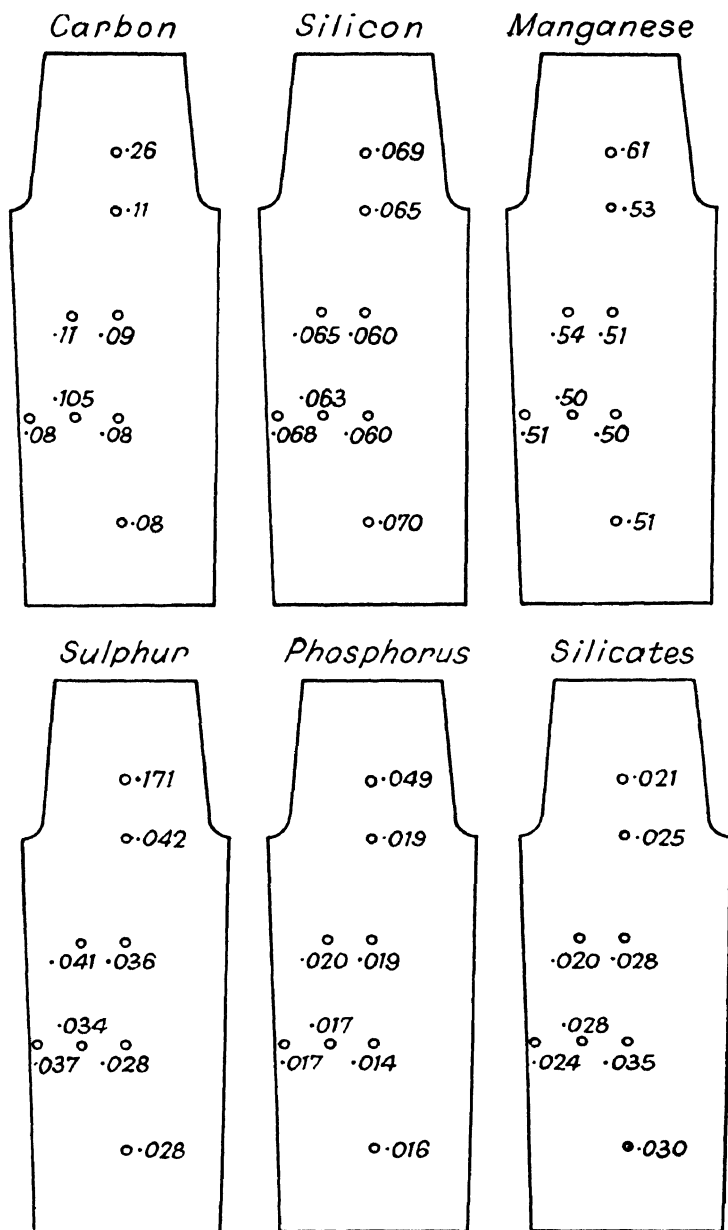 Carbon Silicon Manganese
·26 ·069 ·61
·11 ·065 ·53
·11 ·09 ·065 ·060 ·54 ·51
·105 ·063 ·50
·08 ·08 ·068 ·060 ·51 ·50
·08 ·070 ·51
Sulphur Phosphorus Silicates
·171 ·049 ·021
·042 ·019 ·025
·041 ·036 ·020 ·019 ·020 ·028
·034 ·017 ·028
·037 ·028 ·017 ·014 ·024 ·035
·028 ·016 ·030